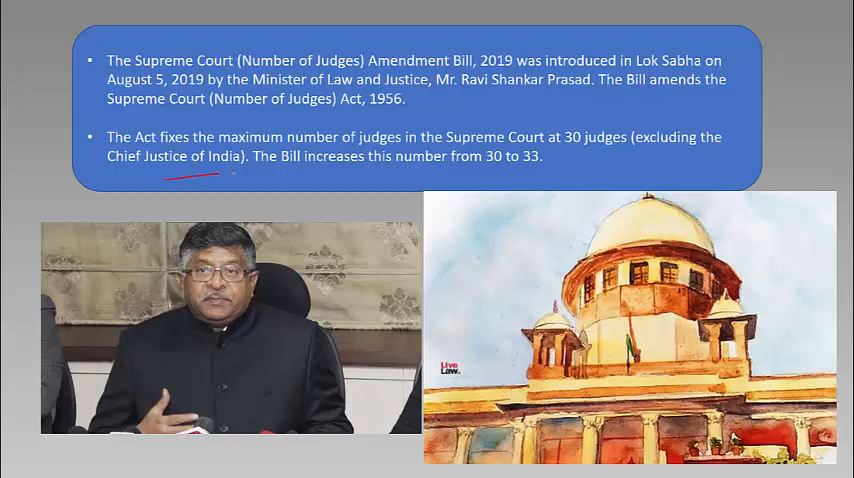 • The Supreme Court (Number of Judges) Amendment Bill, 2019 was introduced in Lok Sabha on
August 5, 2019 by the Minister of Law and Justice, Mr. Ravi Shankar Prasad. The Bill amends the
Supreme Court (Number of Judges) Act, 1956.
• The Act fixes the maximum number of judges in the Supreme Court at 30 judges (excluding the
Chief Justice of India). The Bill increases this number from 30 to 33.
Live
Law.